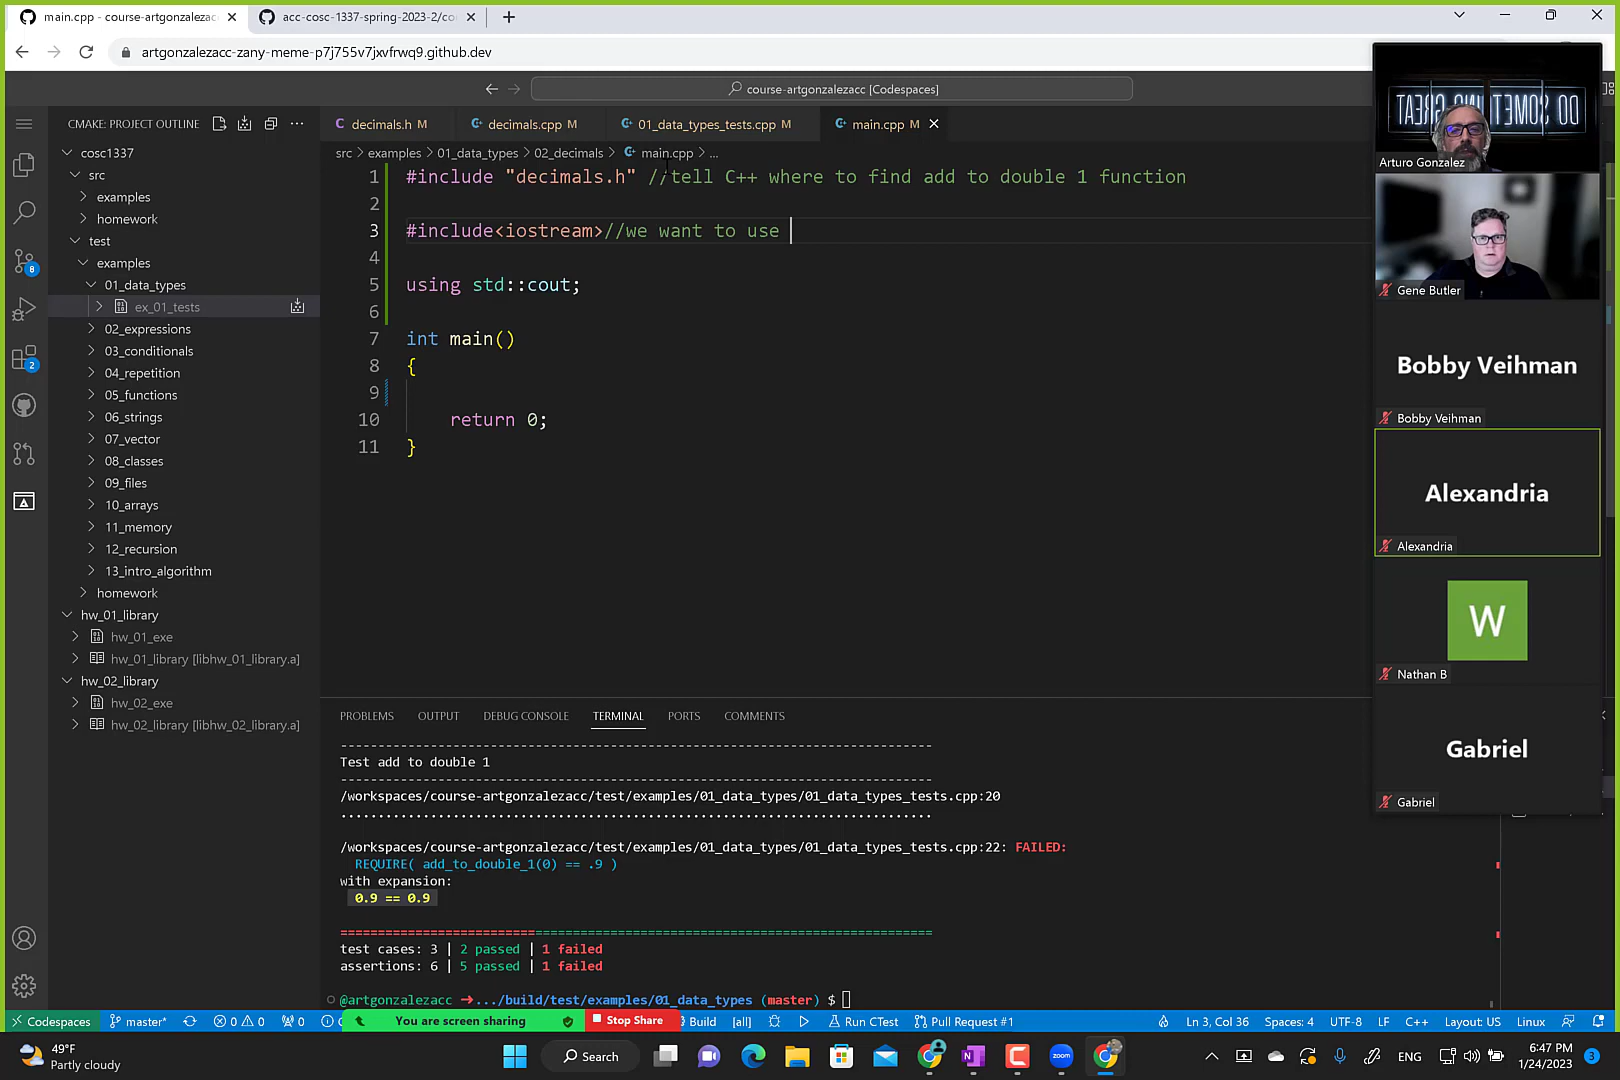 main.cpp - course-artgonzalezacc
acc-cosc-1337-spring-2023-2/co
artgonzalezacc-zany-meme-p7j755v7jxvfrwq9.github.dev
course-artgonzalezacc [Codespaces]
CMAKE: PROJECT OUTLINE
decimals.h M
decimals.cpp M
01_data_types_tests.cpp M
main.cpp M
src > examples > 01_data_types > 02_decimals > main.cpp > ...
cosc1337
src
examples
homework
test
examples
01_data_types
ex_01_tests
02_expressions
03_conditionals
04_repetition
05_functions
06_strings
07_vector
08_classes
09_files
10_arrays
11_memory
12_recursion
13_intro_algorithm
homework
hw_01_library
hw_01_exe
hw_01_library [libhw_01_library.a]
hw_02_library
hw_02_exe
hw_02_library [libhw_02_library.a]
8
2
1 #include "decimals.h" //tell C++ where to find add to double 1 function
2
3 #include<iostream>//we want to use
4
5 using std::cout;
6
7 int main()
8 {
9
10 return 0;
11 }
PROBLEMS OUTPUT DEBUG CONSOLE TERMINAL PORTS COMMENTS
-------------------------------------------------------------------------------
Test add to double 1
-------------------------------------------------------------------------------
/workspaces/course-artgonzalezacc/test/examples/01_data_types/01_data_types_tests.cpp:20
...............................................................................
/workspaces/course-artgonzalezacc/test/examples/01_data_types/01_data_types_tests.cpp:22: FAILED:
REQUIRE( add_to_double_1(0) == .9 )
with expansion:
0.9 == 0.9
===============================================================================
test cases: 3 | 2 passed | 1 failed
assertions: 6 | 5 passed | 1 failed
@artgonzalezacc ➜.../build/test/examples/01_data_types (master) $
DO SOMETHING GREAT
Arturo Gonzalez
Gene Butler
Bobby Veihman
Bobby Veihman
Alexandria
Alexandria
W
Nathan B
Gabriel
Gabriel
Codespaces master* 0 0 0 You are screen sharing Stop Share Build [all] Run CTest Pull Request #1 Ln 3, Col 36 Spaces: 4 UTF-8 LF C++ Layout: US Linux
49°F
Partly cloudy
Search
zoom
ENG
6:47 PM
1/24/2023
3